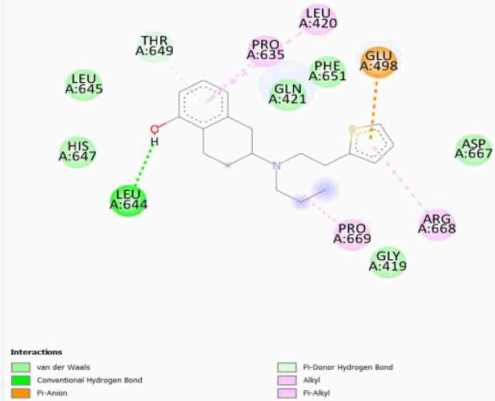 LEU
A:420
THR
A:649
PRO
A:635
PHE
A:651
GLU
A:498
LEU
A:645
GLN
A:421
O
H
HIS
A:647
ASP
A:667
N
LEU
A:644
PRO
A:669
ARG
A:668
GLY
A:419
Interactions
van der Waals
Conventional Hydrogen Bond
Pi-Anion
Pi-Donor Hydrogen Bond
Alkyl
Pi-Alkyl